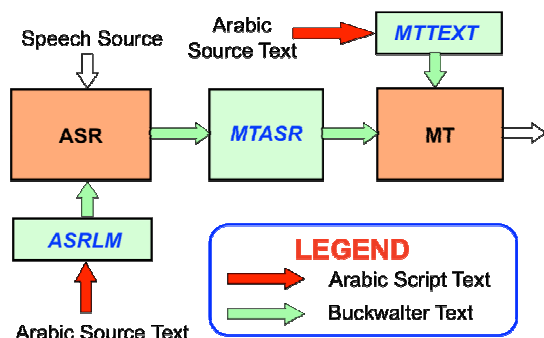 Arabic
Source Text
MTTEXT
Speech Source
ASR
MTASR
MT
ASRLM
Arabic Source Text
LEGEND
Arabic Script Text
Buckwalter Text